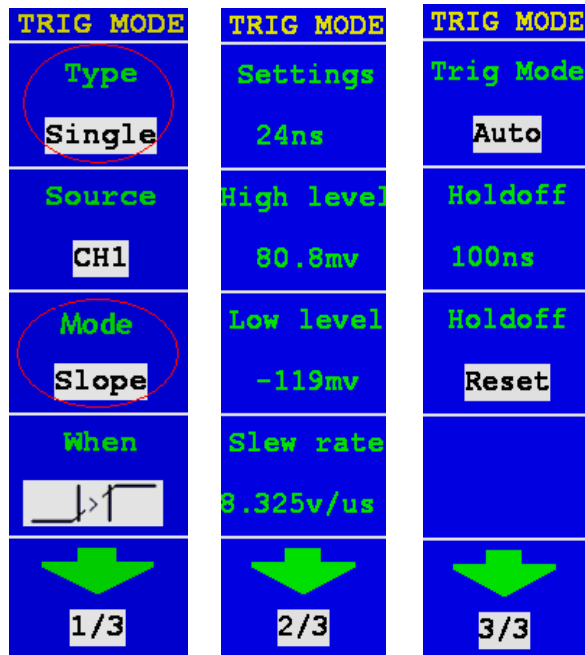 TRIG MODE
Type
Single
Source
CH1
Mode
Slope
When
>
1/3
TRIG MODE
Settings
24ns
High level
80.8mv
Low level
-119mv
Slew rate
8.325v/us
2/3
TRIG MODE
Trig Mode
Auto
Holdoff
100ns
Holdoff
Reset
3/3